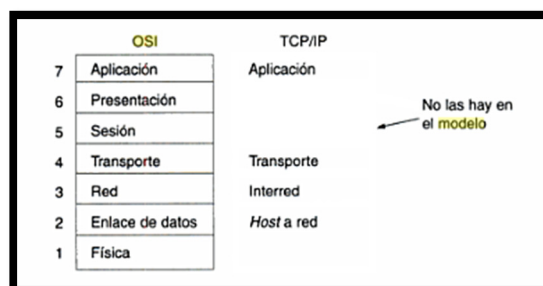 OSI TCP/IP
7 Aplicación Aplicación
6 Presentación
No las hay en
el modelo
5 Sesión
4 Transporte Transporte
3 Red Interred
2 Enlace de datos Host a red
1 Física